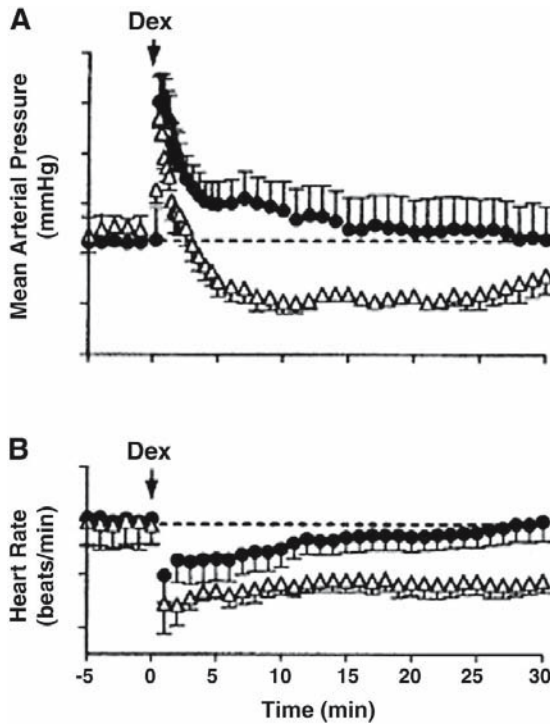 A
Dex
Mean Arterial Pressure
(mmHg)
B
Dex
Heart Rate
(beats/min)
-5 0 5 10 15 20 25 30
Time (min)